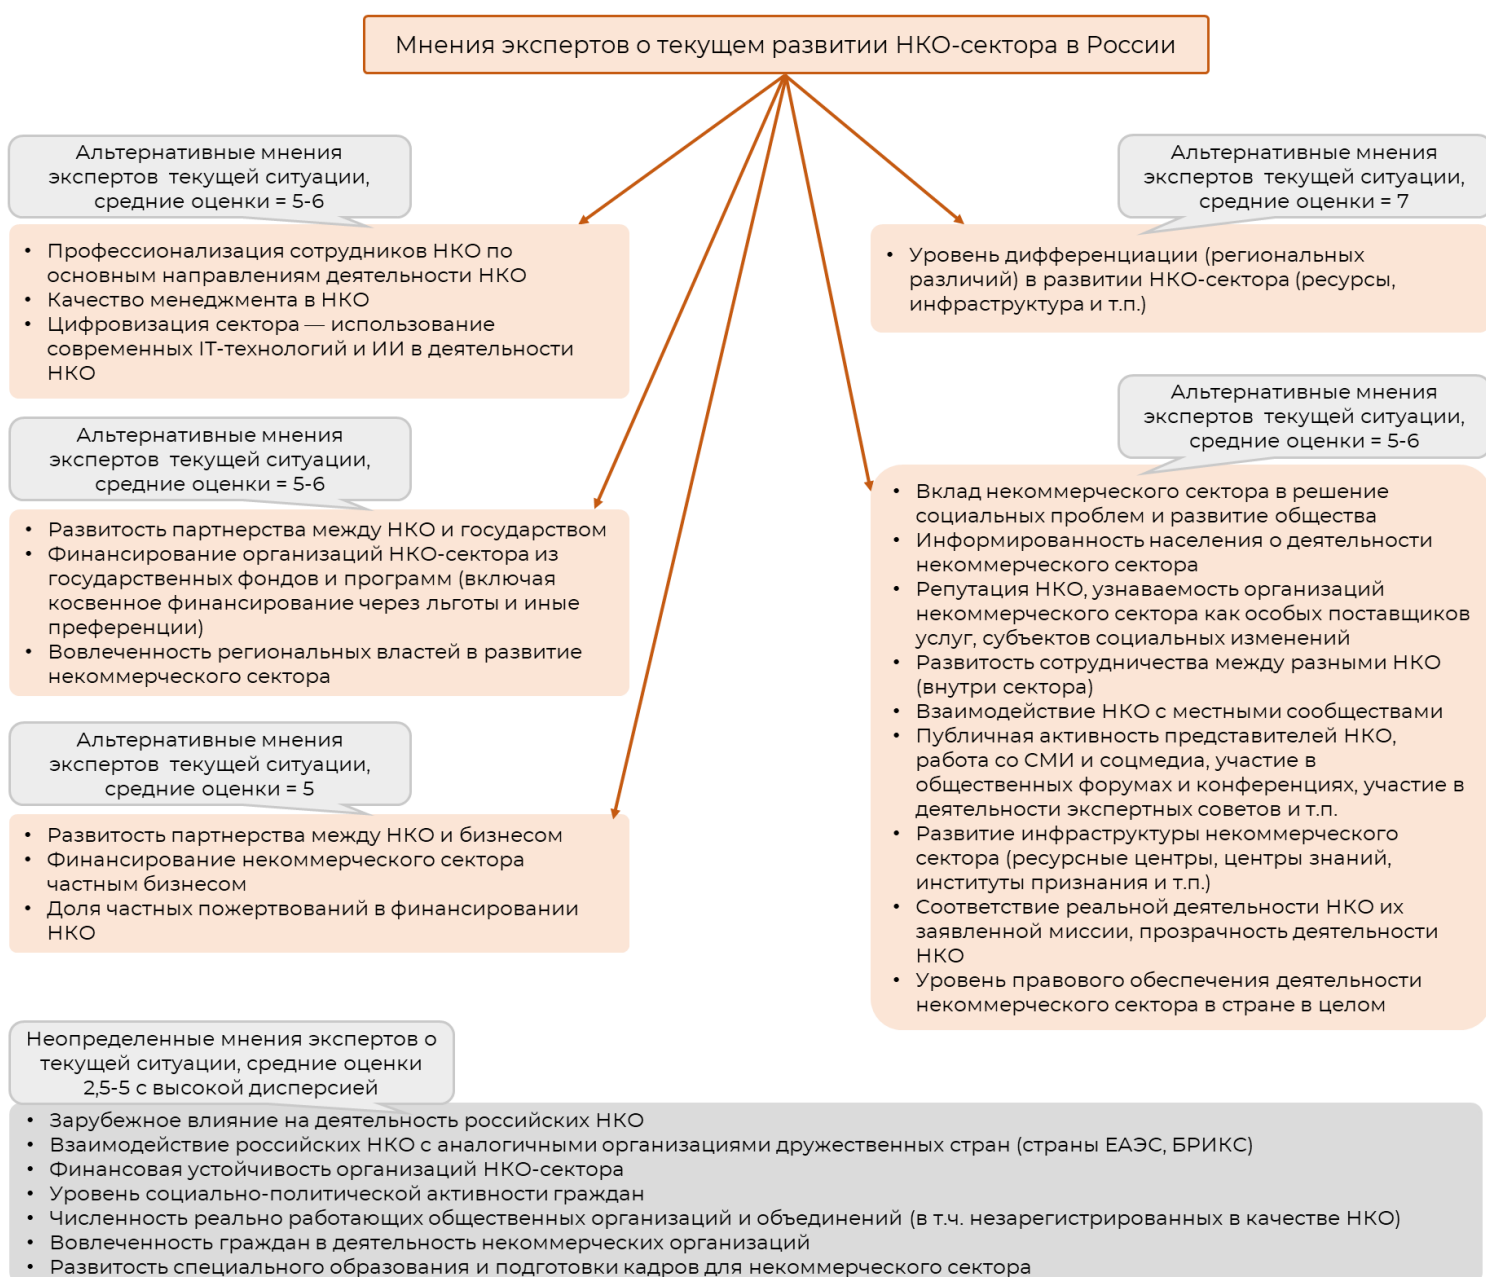 Мнения экспертов о текущем развитии НКО-сектора в России
Альтернативные мнения
экспертов текущей ситуации,
средние оценки = 5-6
• Профессионализация сотрудников НКО по
основным направлениям деятельности НКО
• Качество менеджмента в НКО
• Цифровизация сектора — использование
современных IT-технологий и ИИ в деятельности
НКО
Альтернативные мнения
экспертов текущей ситуации,
средние оценки = 5-6
• Развитость партнерства между НКО и государством
• Финансирование организаций НКО-сектора из
государственных фондов и программ (включая
косвенное финансирование через льготы и иные
преференции)
• Вовлеченность региональных властей в развитие
некоммерческого сектора
Альтернативные мнения
экспертов текущей ситуации,
средние оценки = 5
• Развитость партнерства между НКО и бизнесом
• Финансирование некоммерческого сектора
частным бизнесом
• Доля частных пожертвований в финансировании
НКО
Альтернативные мнения
экспертов текущей ситуации,
средние оценки = 7
• Уровень дифференциации (региональных
различий) в развитии НКО-сектора (ресурсы,
инфраструктура и т.п.)
Альтернативные мнения
экспертов текущей ситуации,
средние оценки = 5-6
• Вклад некоммерческого сектора в решение
социальных проблем и развитие общества
• Информированность населения о деятельности
некоммерческого сектора
• Репутация НКО, узнаваемость организаций
некоммерческого сектора как особых поставщиков
услуг, субъектов социальных изменений
• Развитость сотрудничества между разными НКО
(внутри сектора)
• Взаимодействие НКО с местными сообществами
• Публичная активность представителей НКО,
работа со СМИ и соцмедиа, участие в
общественных форумах и конференциях, участие в
деятельности экспертных советов и т.п.
• Развитие инфраструктуры некоммерческого
сектора (ресурсные центры, центры знаний,
институты признания и т.п.)
• Соответствие реальной деятельности НКО их
заявленной миссии, прозрачность деятельности
НКО
• Уровень правового обеспечения деятельности
некоммерческого сектора в стране в целом
Неопределенные мнения экспертов о
текущей ситуации, средние оценки
2,5-5 с высокой дисперсией
• Зарубежное влияние на деятельность российских НКО
• Взаимодействие российских НКО с аналогичными организациями дружественных стран (страны ЕАЭС, БРИКС)
• Финансовая устойчивость организаций НКО-сектора
• Уровень социально-политической активности граждан
• Численность реально работающих общественных организаций и объединений (в т.ч. незарегистрированных в качестве НКО)
• Вовлеченность граждан в деятельность некоммерческих организаций
• Развитость специального образования и подготовки кадров для некоммерческого сектора